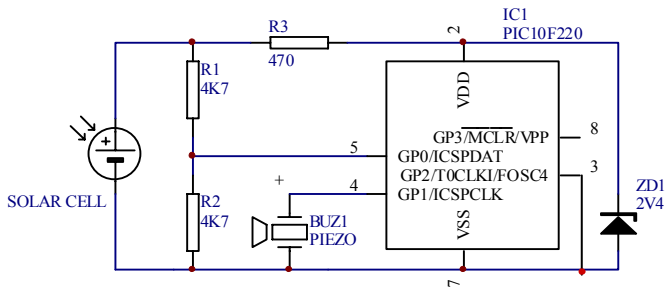 IC1
PIC10F220
R3
470
2
R1
4K7
VDD
GP3/MCLR/VPP
8
5
GP0/ICSPDAT
GP2/T0CLKI/FOSC4
3
+
+
4
GP1/ICSPCLK
SOLAR CELL
R2
4K7
BUZ1
PIEZO
VSS
ZD1
2V4
7